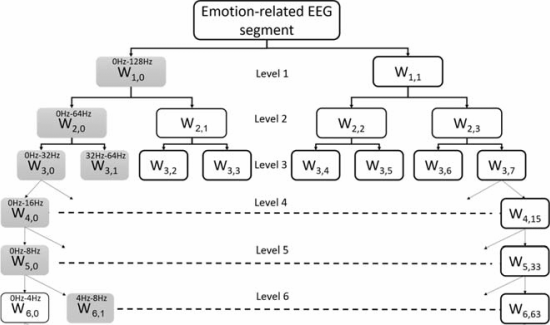 Emotion-related EEG
segment
0Hz-128Hz
W1,0
Level 1
W1,1
0Hz-64Hz
W2,0
W2,1
Level 2
W2,2
W2,3
0Hz-32Hz
W3,0
32Hz-64Hz
W3,1
W3,2
W3,3
Level 3
W3,4
W3,5
W3,6
W3,7
0Hz-16Hz
W4,0
Level 4
W4,15
0Hz-8Hz
W5,0
Level 5
W5,33
0Hz-4Hz
W6,0
4Hz-8Hz
W6,1
Level 6
W6,63